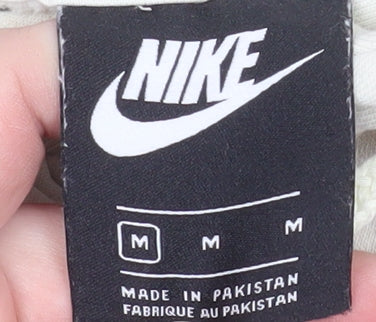 NIKE
M M M
MADE IN PAKISTAN
FABRIQUE AU PAKISTAN